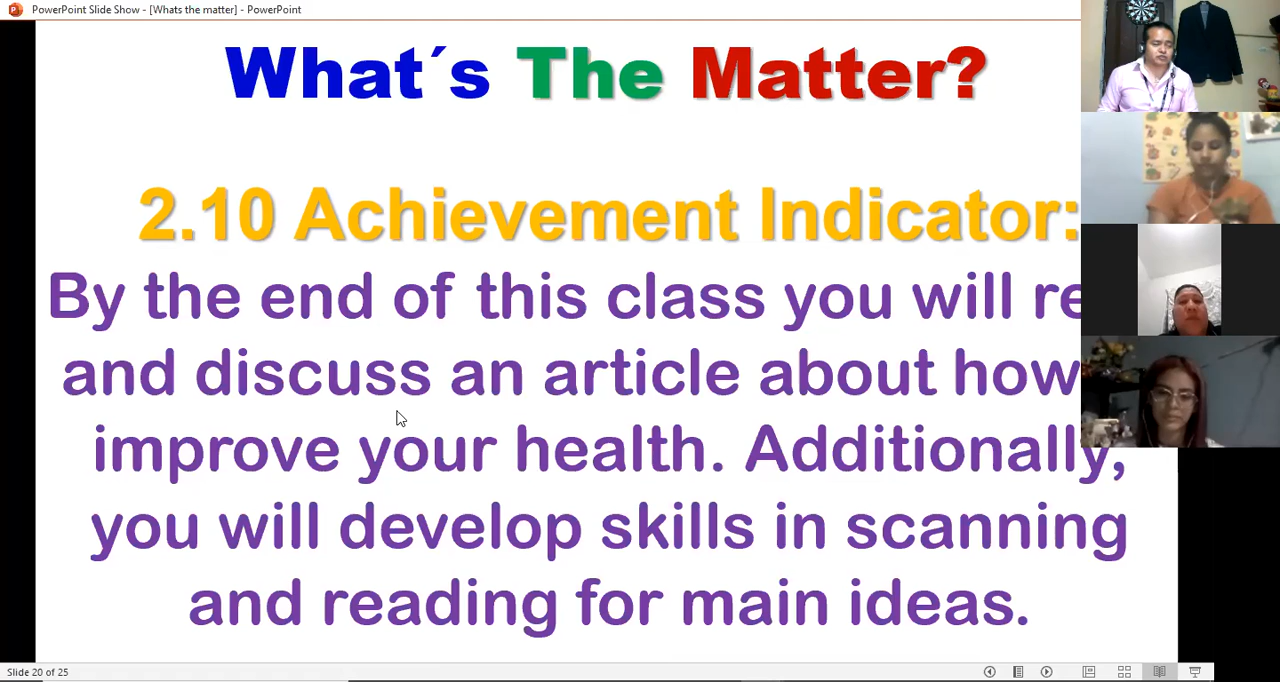 PowerPoint Slide Show - [Whats the matter] - PowerPoint
What´s The Matter?
2.10 Achievement Indicator:
By the end of this class you will
and discuss an article about how
improve your health. Additionally,
you will develop skills in scanning
and reading for main ideas.
Slide 20 of 25